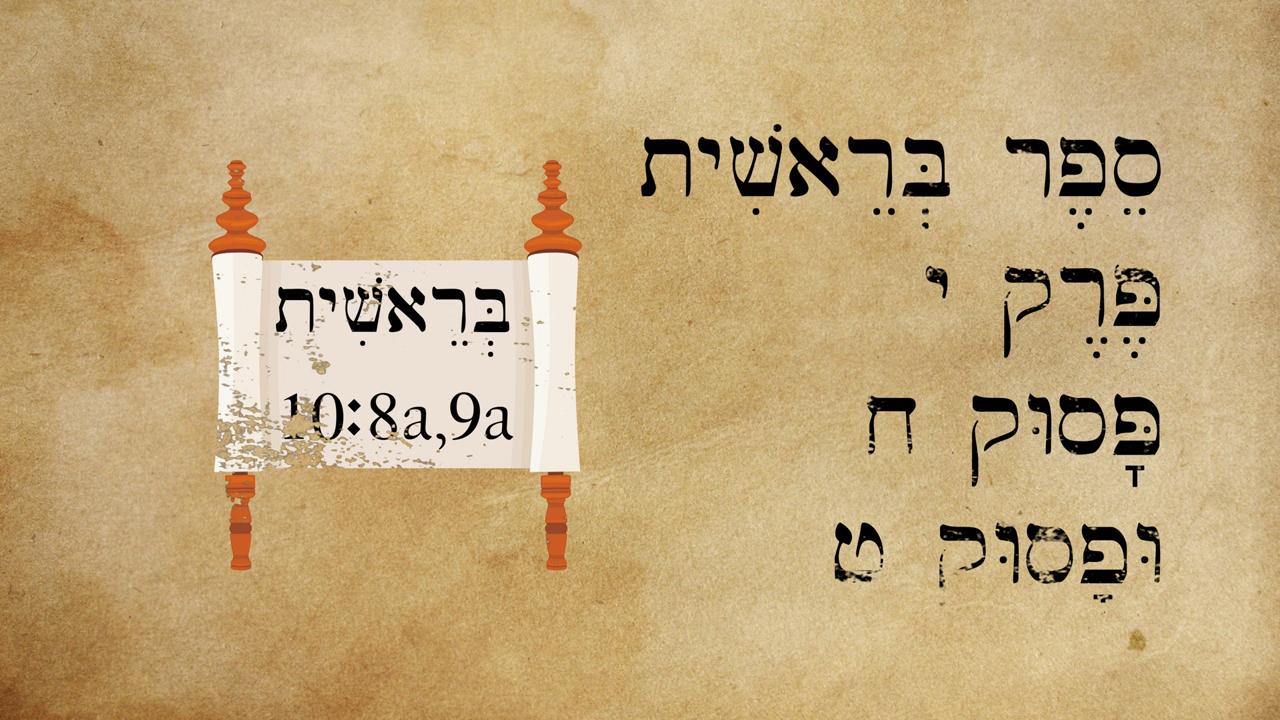 סֵפֶר בְּרֵאשִׁית
פֶּרֶק י
פָּסוּק ח
וּפָסוּק ט
בְּרֵאשִׁית
10:8a,9a